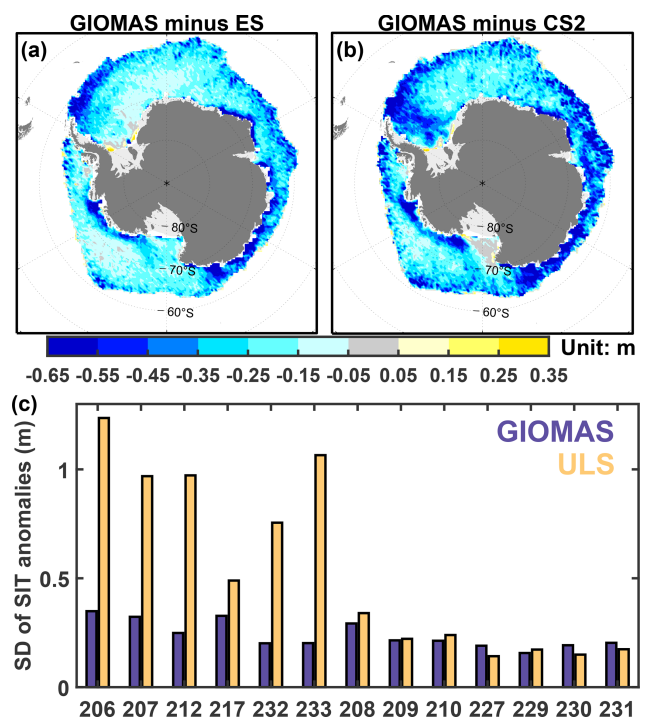 GIOMAS minus ES
GIOMAS minus CS2
(a)
(b)
80°S
70°S
60°S
80°S
70°S
60°S
Unit: m
-0.65 -0.55 -0.45 -0.35 -0.25 -0.15 -0.05 0.05 0.15 0.25 0.35
(c)
GIOMAS
ULS
SD of SIT anomalies (m)
1
0.5
0
206 207 212 217 232 233 208 209 210 227 229 230 231